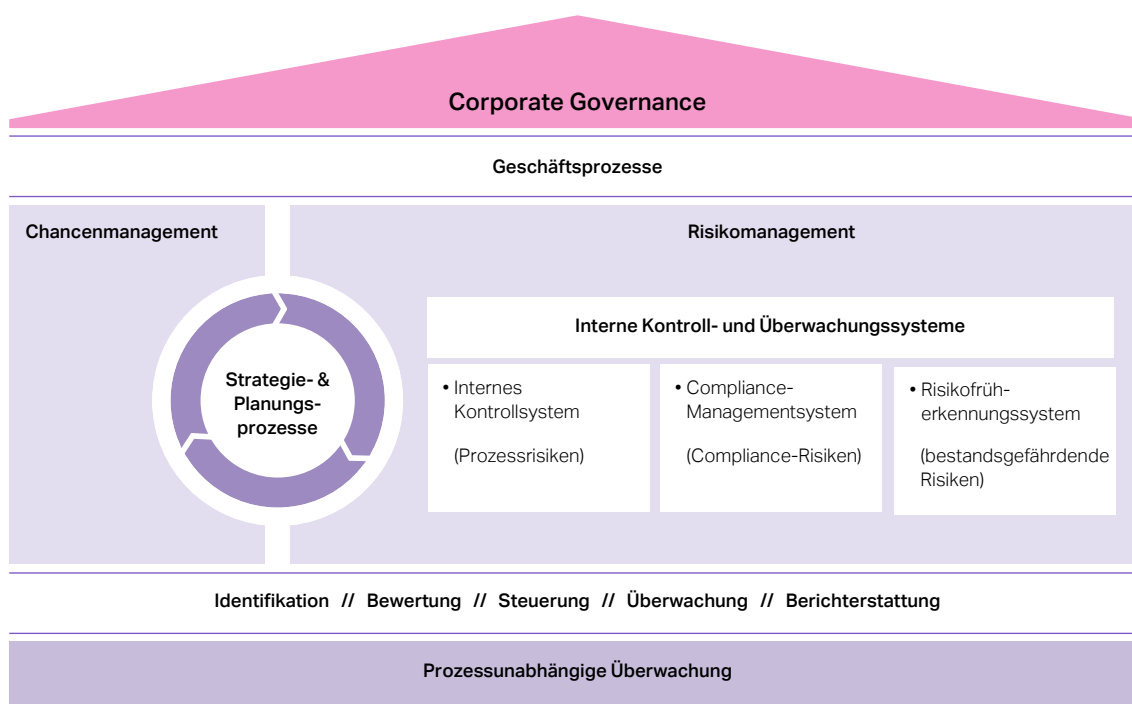 Corporate Governance
Geschäftsprozesse
Chancenmanagement
Risikomanagement
Strategie- &
Planungs-
prozesse
Interne Kontroll- und Überwachungssysteme
• Internes
Kontrollsystem
(Prozessrisiken)
• Compliance-
Managementsystem
(Compliance-Risiken)
• Risikofrüh-
erkennungssystem
(bestandsgefährdende
Risiken)
Identifikation // Bewertung // Steuerung // Überwachung // Berichterstattung
Prozessunabhängige Überwachung